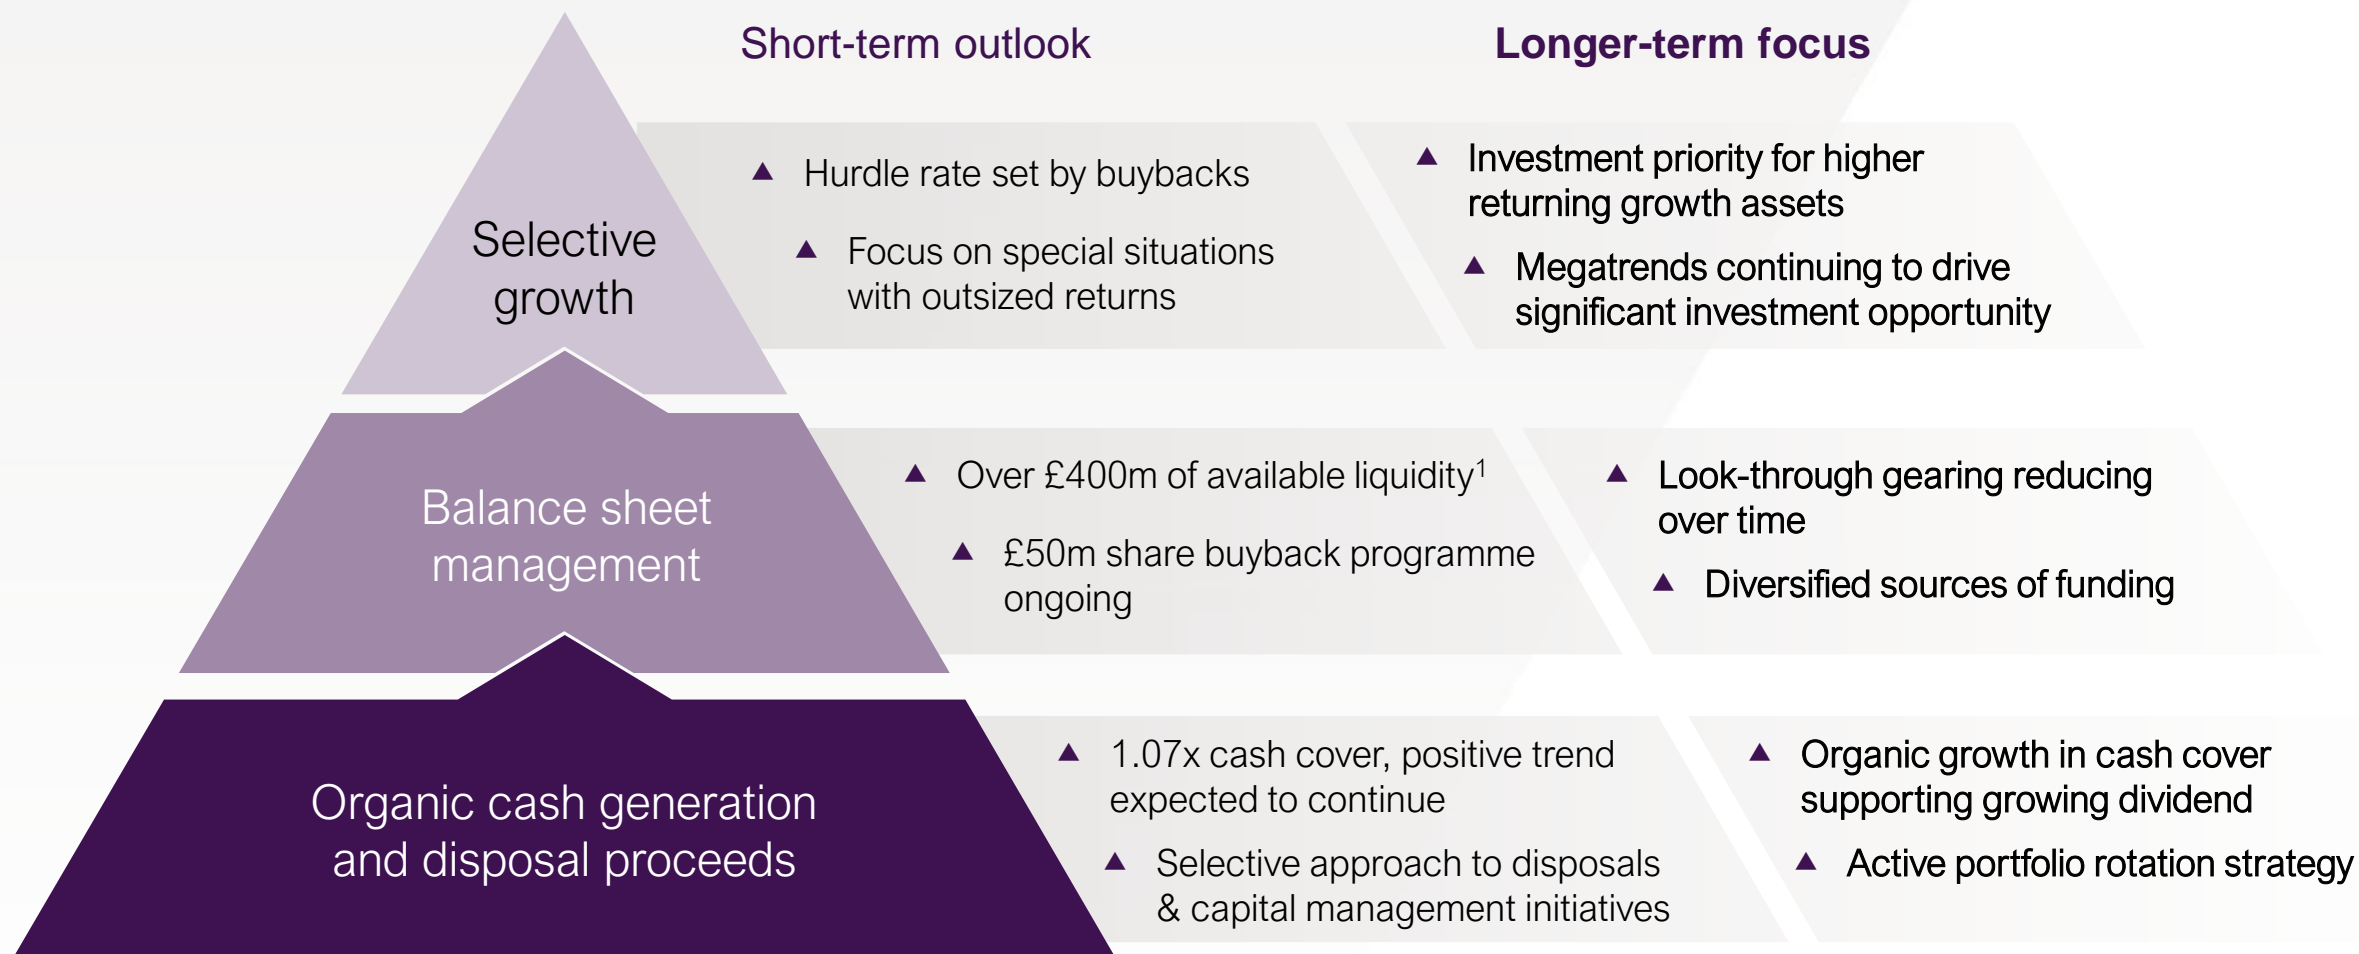 Short-term outlook
Longer-term focus
Selective
growth
Hurdle rate set by buybacks
Focus on special situations
with outsized returns
Investment priority for higher
returning growth assets
Megatrends continuing to drive
significant investment opportunity
Balance sheet
management
Over £400m of available liquidity¹
£50m share buyback programme
ongoing
Look-through gearing reducing
over time
Diversified sources of funding
Organic cash generation
and disposal proceeds
1.07x cash cover, positive trend
expected to continue
Selective approach to disposals
& capital management initiatives
Organic growth in cash cover
supporting growing dividend
Active portfolio rotation strategy